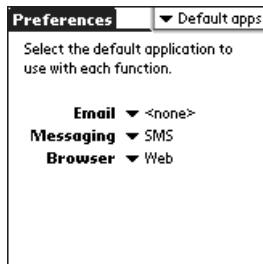 Preferences
Default apps
Select the default application to
use with each function.
Email <none>
Messaging SMS
Browser Web